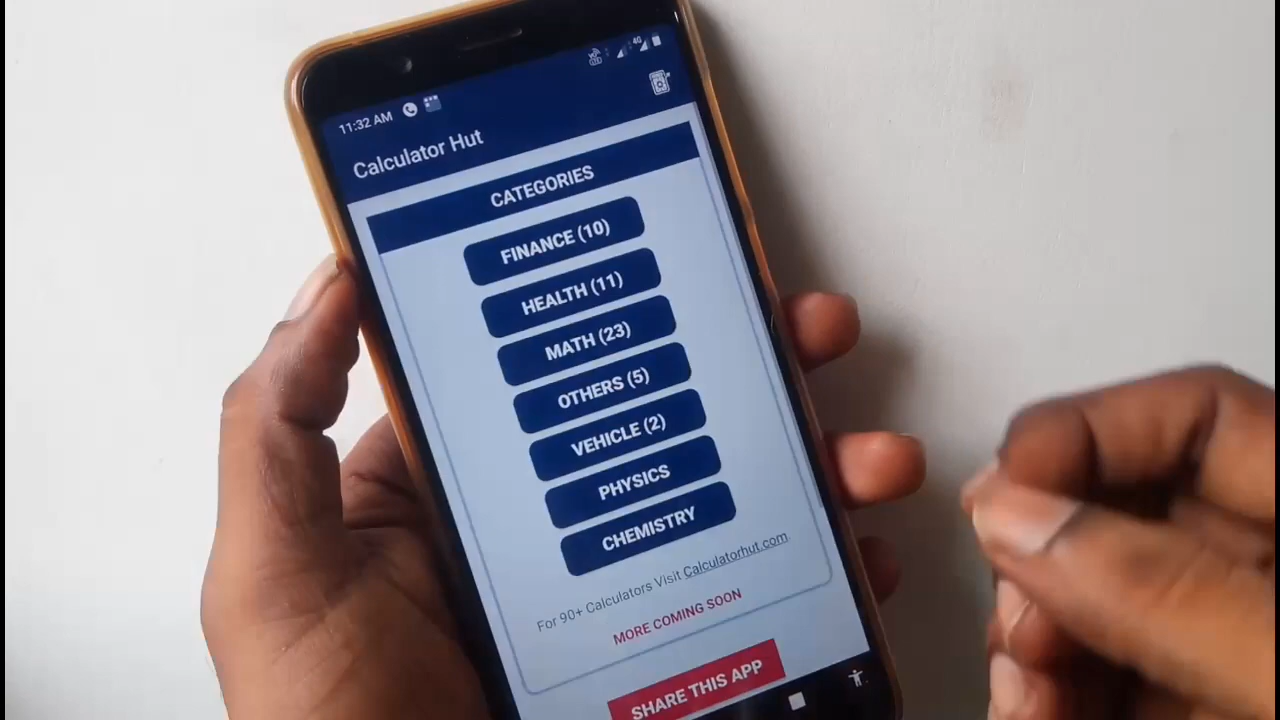 11:32 AM
4G
Calculator Hut
CATEGORIES
FINANCE (10)
HEALTH (11)
MATH (23)
OTHERS (5)
VEHICLE (2)
PHYSICS
CHEMISTRY
For 90+ Calculators Visit Calculatorhut.com
MORE COMING SOON
SHARE THIS APP